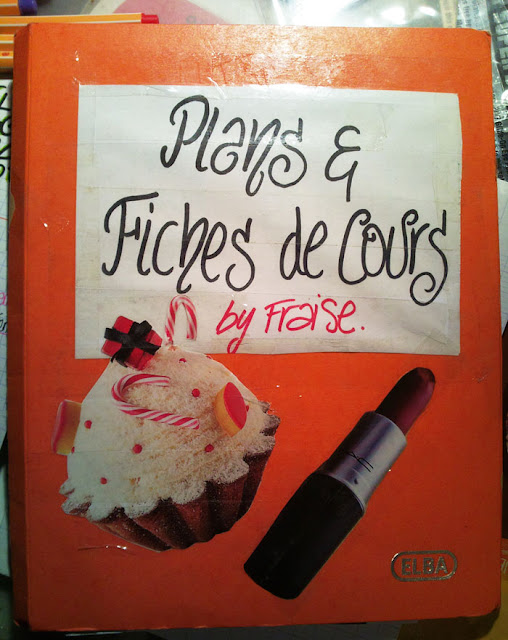 Plans &
Fiches de Cours
by Fraise.
ELBA